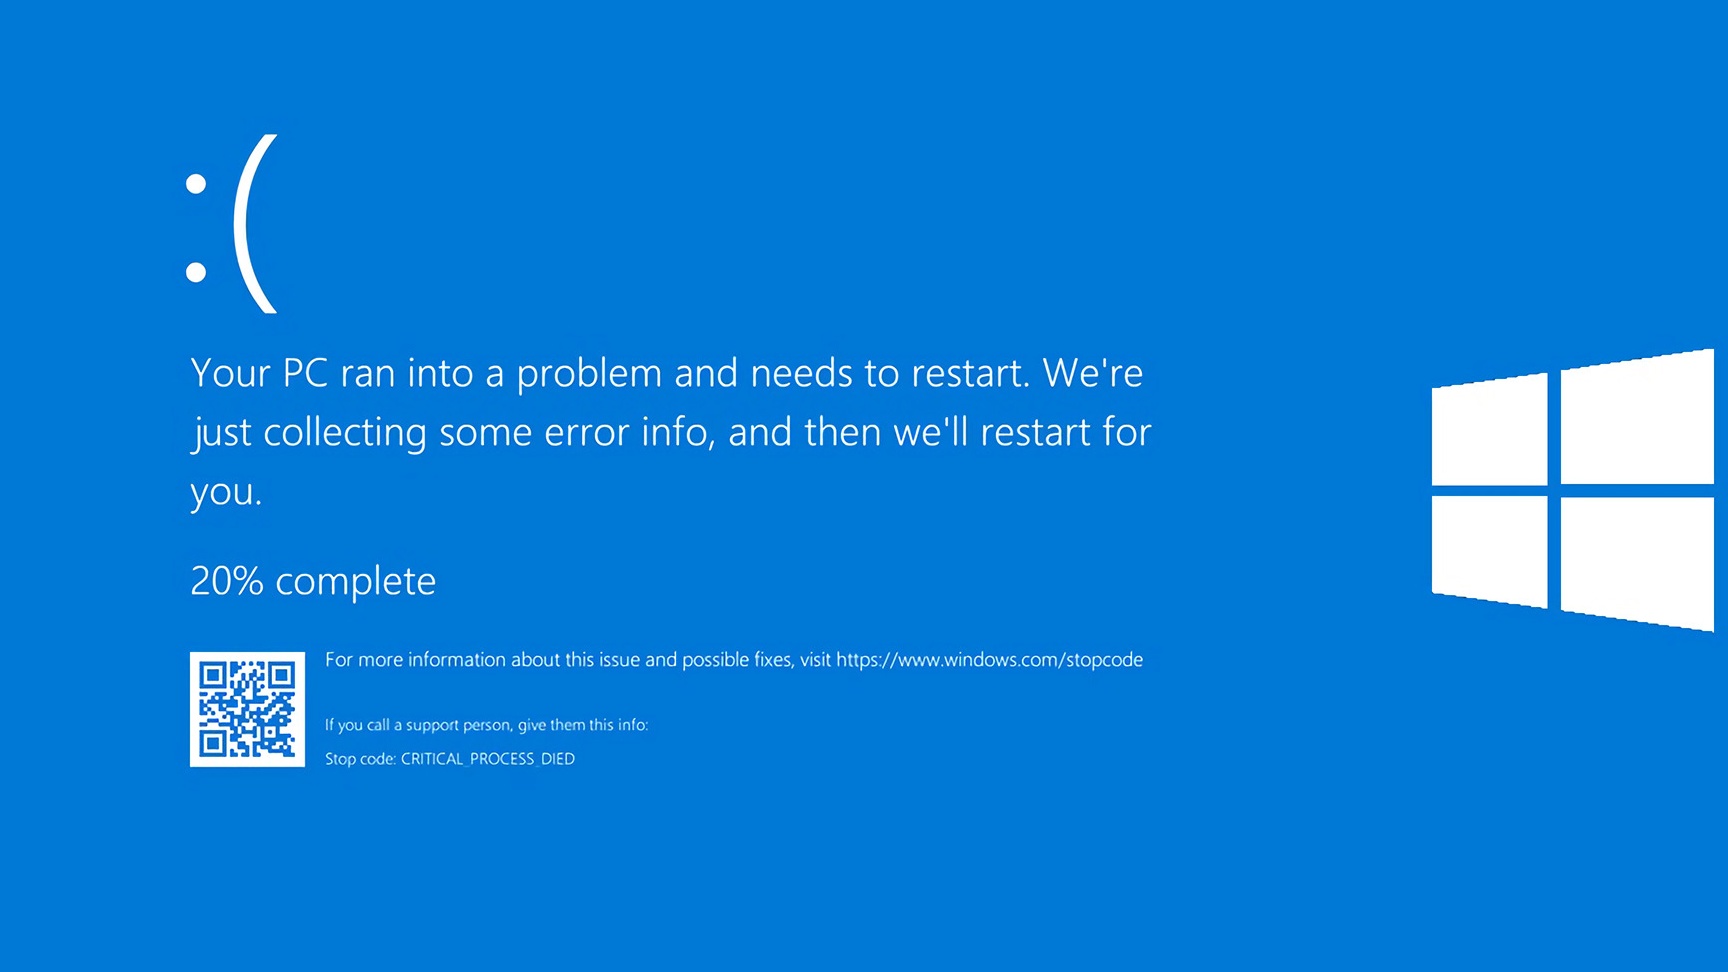 :(
Your PC ran into a problem and needs to restart. We're
just collecting some error info, and then we'll restart for
you.
20% complete
For more information about this issue and possible fixes, visit https://www.windows.com/stopcode
If you call a support person, give them this info:
Stop code: CRITICAL_PROCESS_DIED